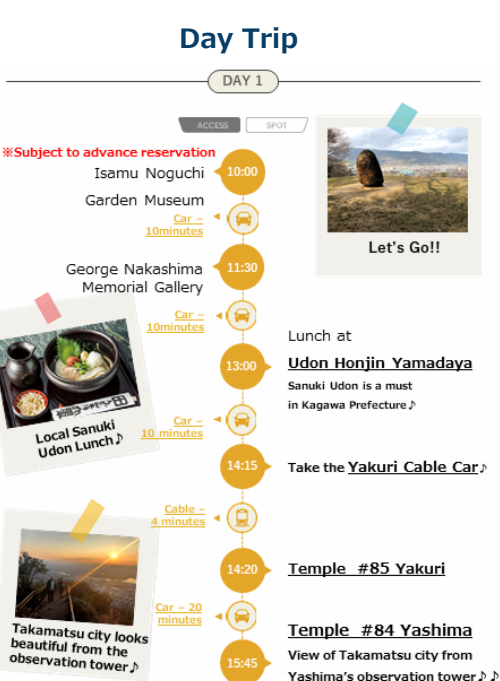 Day Trip
DAY 1
ACCESS
SPOT
※Subject to advance reservation
Isamu Noguchi
Garden Museum
10:00
Car –
10minutes
Let's Go!!
George Nakashima
Memorial Gallery
11:30
Car –
10minutes
Lunch at
Udon Honjin Yamadaya
13:00
Sanuki Udon is a must
in Kagawa Prefecture♪
Local Sanuki
Udon Lunch♪
Car –
10 minutes
14:15
Take the Yakuri Cable Car♪
Cable –
4 minutes
14:20
Temple #85 Yakuri
Car – 20
minutes
Takamatsu city looks
beautiful from the
observation tower♪
Temple #84 Yashima
15:45
View of Takamatsu city from
Yashima's observation tower♪♪